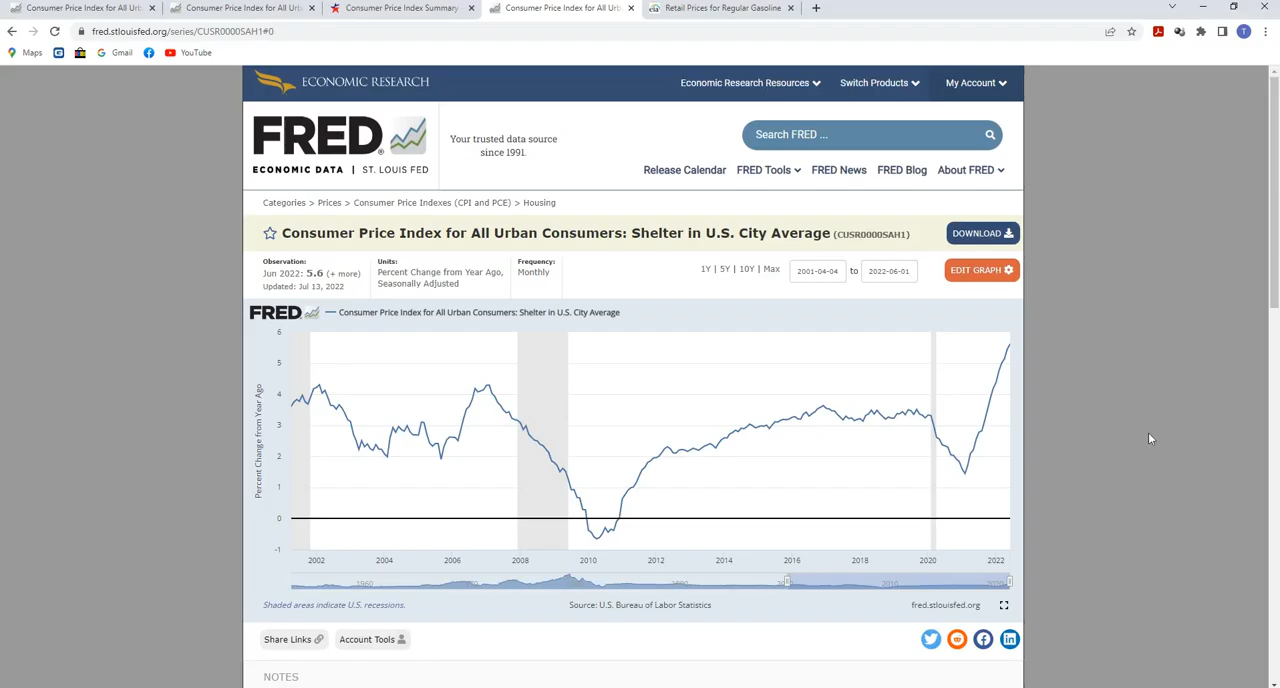 Consumer Price Index for All Urb
Consumer Price Index for All Urb
Consumer Price Index Summary
Consumer Price Index for All Urb
Retail Prices for Regular Gasoline
fred.stlouisfed.org/series/CUSR0000SAH1#0
T
Maps
Gmail
YouTube
ECONOMIC RESEARCH
Economic Research Resources
Switch Products
My Account
FRED
ECONOMIC DATA | ST. LOUIS FED
Your trusted data source
since 1991.
Search FRED ...
Release Calendar
FRED Tools
FRED News
FRED Blog
About FRED
Categories > Prices > Consumer Price Indexes (CPI and PCE) > Housing
Consumer Price Index for All Urban Consumers: Shelter in U.S. City Average (CUSR0000SAH1)
DOWNLOAD
Observation:
Jun 2022: 5.6 (+ more)
Updated: Jul 13, 2022
Units:
Percent Change from Year Ago,
Seasonally Adjusted
Frequency:
Monthly
1Y | 5Y | 10Y | Max
2001-04-04 to 2022-06-01
EDIT GRAPH
FRED
Consumer Price Index for All Urban Consumers: Shelter in U.S. City Average
Percent Change from Year Ago
6
5
4
3
2
1
0
-1
2002 2004 2006 2008 2010 2012 2014 2016 2018 2020 2022
1960
2010
Shaded areas indicate U.S. recessions.
Source: U.S. Bureau of Labor Statistics
fred.stlouisfed.org
Share Links
Account Tools
NOTES